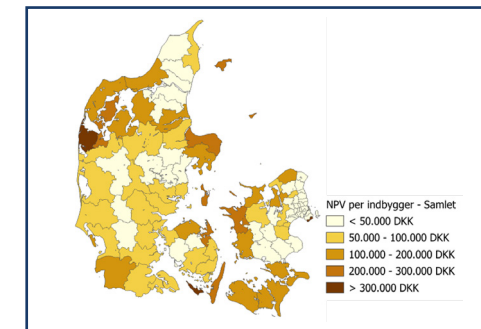 NPV per indbygger - Samlet
< 50.000 DKK
50.000 - 100.000 DKK
100.000 - 200.000 DKK
200.000 - 300.000 DKK
> 300.000 DKK